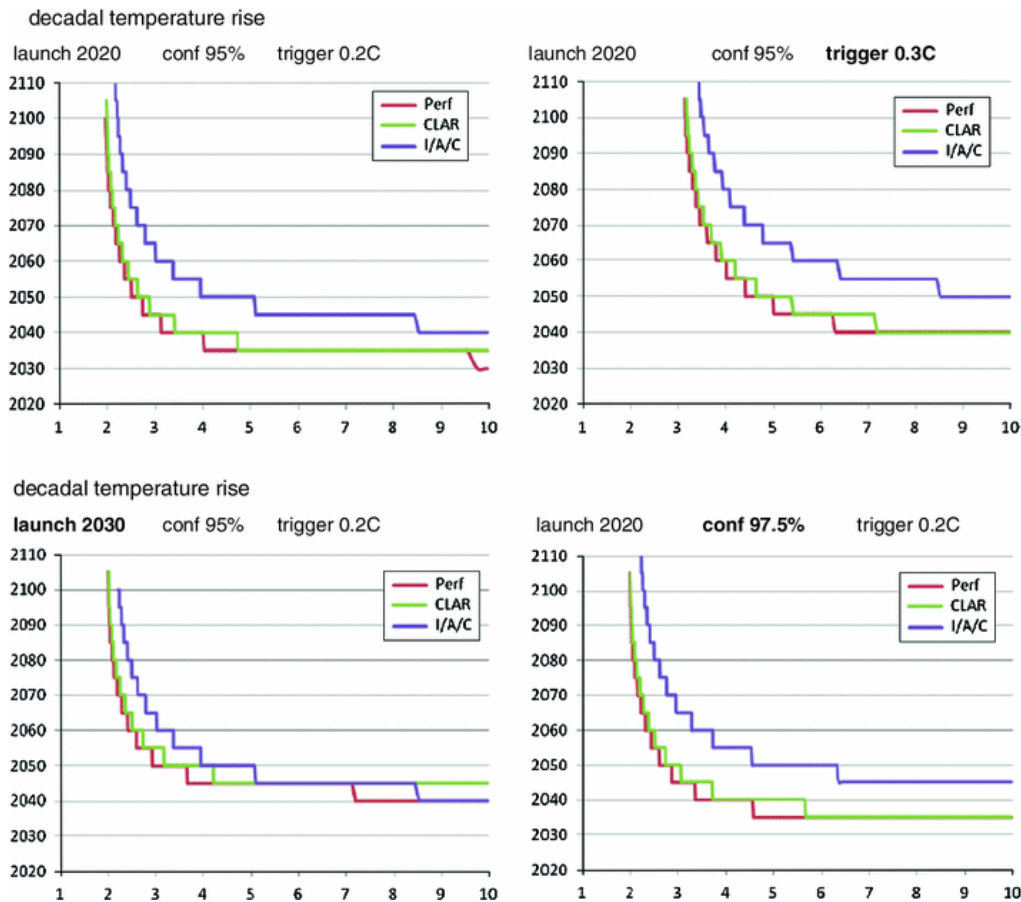 decadal temperature rise
launch 2020 conf 95% trigger 0.2C
launch 2020 conf 95% trigger 0.3C
2110
2100
2090
2080
2070
2060
2050
2040
2030
2020
1 2 3 4 5 6 7 8 9 10
Perf
CLAR
I/A/C
2110
2100
2090
2080
2070
2060
2050
2040
2030
2020
1 2 3 4 5 6 7 8 9 10
Perf
CLAR
I/A/C
decadal temperature rise
launch 2030 conf 95% trigger 0.2C
launch 2020 conf 97.5% trigger 0.2C
2110
2100
2090
2080
2070
2060
2050
2040
2030
2020
1 2 3 4 5 6 7 8 9 10
Perf
CLAR
I/A/C
2110
2100
2090
2080
2070
2060
2050
2040
2030
2020
1 2 3 4 5 6 7 8 9 10
Perf
CLAR
I/A/C